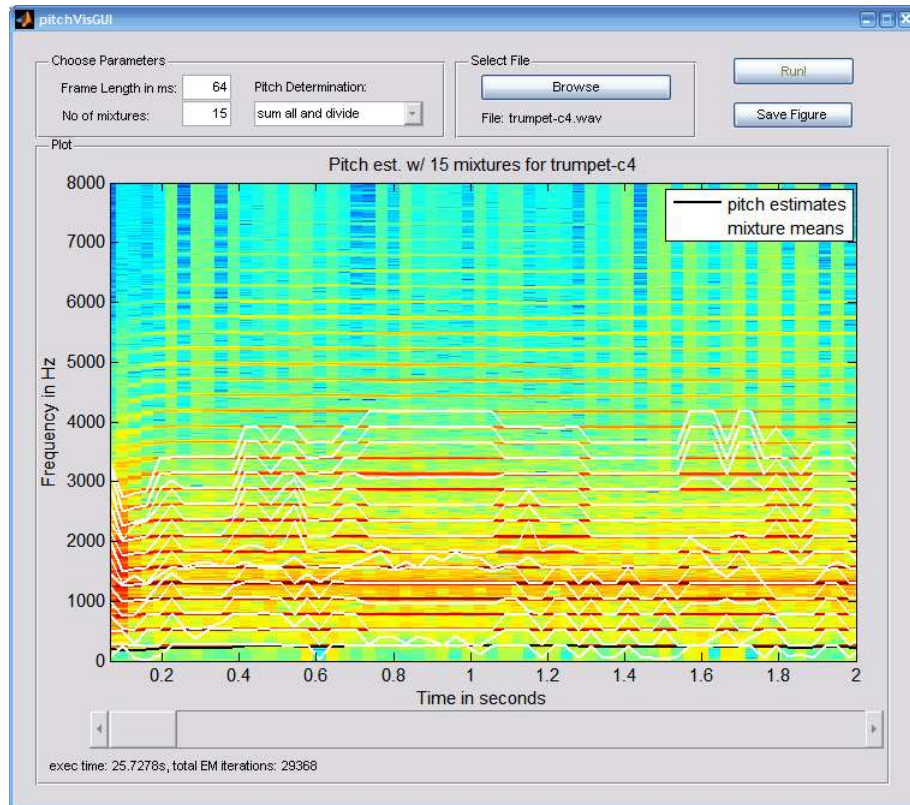 pitchVisGUI
Choose Parameters
Frame Length in ms: 64
No of mixtures: 15
Pitch Determination:
sum all and divide
Select File
Browse
File: trumpet-c4.wav
Run!
Save Figure
Plot
Pitch est. w/ 15 mixtures for trumpet-c4
pitch estimates
mixture means
8000
7000
6000
5000
4000
3000
2000
1000
0
Frequency in Hz
0.2 0.4 0.6 0.8 1 1.2 1.4 1.6 1.8 2
Time in seconds
exec time: 25.7278s, total EM iterations: 29368